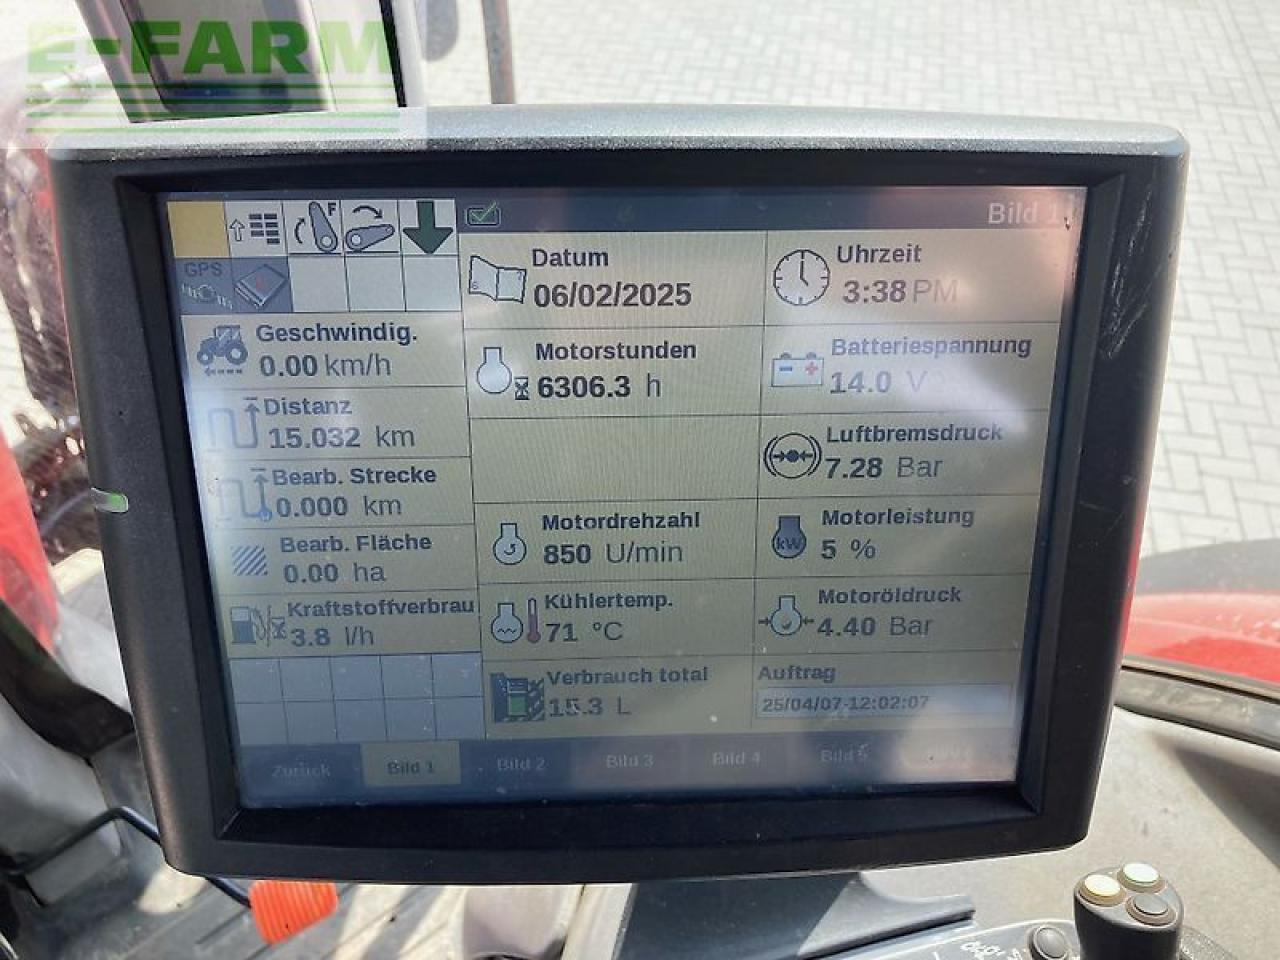 E-FARM
F
Bild 1
GPS
Datum
06/02/2025
Uhrzeit
3:38 PM
Geschwindig.
0.00 km/h
Motorstunden
6306.3 h
Batteriespannung
14.0 V
Distanz
15.032 km
Luftbremsdruck
7.28 Bar
Bearb. Strecke
0.000 km
Motordrehzahl
850 U/min
kW
Motorleistung
5 %
Bearb. Fläche
0.00 ha
Kraftstoffverbrau
3.8 l/h
Kühlertemp.
71 °C
Motoröldruck
4.40 Bar
Verbrauch total
15.3 L
Auftrag
25/04/07-12:02:07
Zurück
Bild 1
Bild 2
Bild 3
Bild 4
Bild 5